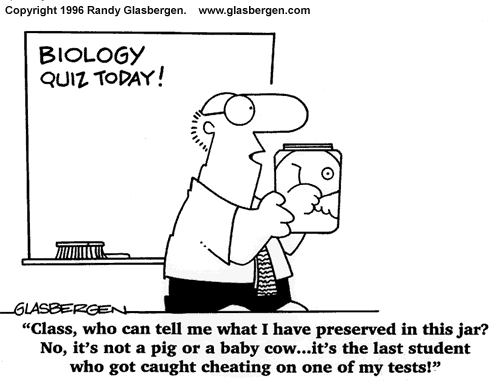 Copyright 1996 Randy Glasbergen. www.glasbergen.com
BIOLOGY
QUIZ TODAY!
GLASBERGEN
“Class, who can tell me what I have preserved in this jar?
No, it’s not a pig or a baby cow...it’s the last student
who got caught cheating on one of my tests!”